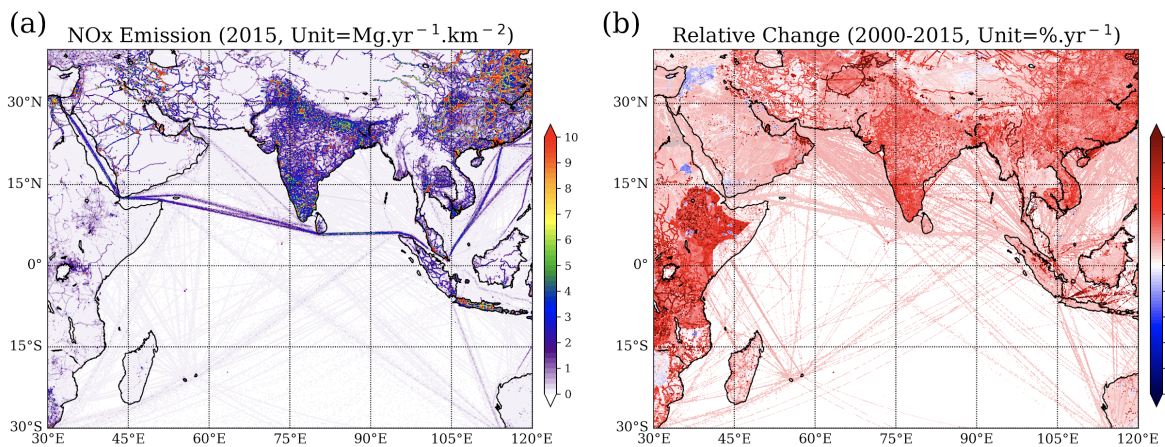 (a)
NOx Emission (2015, Unit=Mg.yr⁻¹.km⁻²)
30°N
15°N
0°
15°S
30°S
30°E 45°E 60°E 75°E 90°E 105°E 120°E
10
9
8
7
6
5
4
3
2
1
0
(b)
Relative Change (2000-2015, Unit=%.yr⁻¹)
30°N
15°N
0°
15°S
30°S
30°E 45°E 60°E 75°E 90°E 105°E 120°E